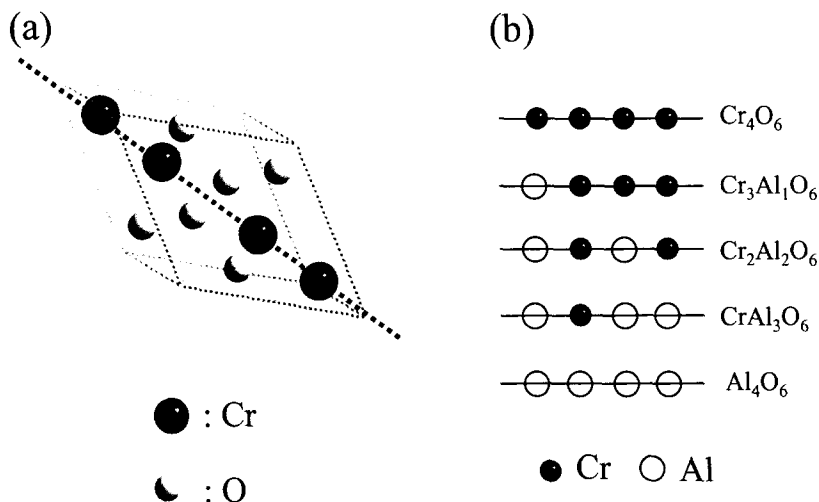 (a)
: Cr
: O
(b)
Cr₄O₆
Cr₃Al₁O₆
Cr₂Al₂O₆
CrAl₃O₆
Al₄O₆
Cr Al